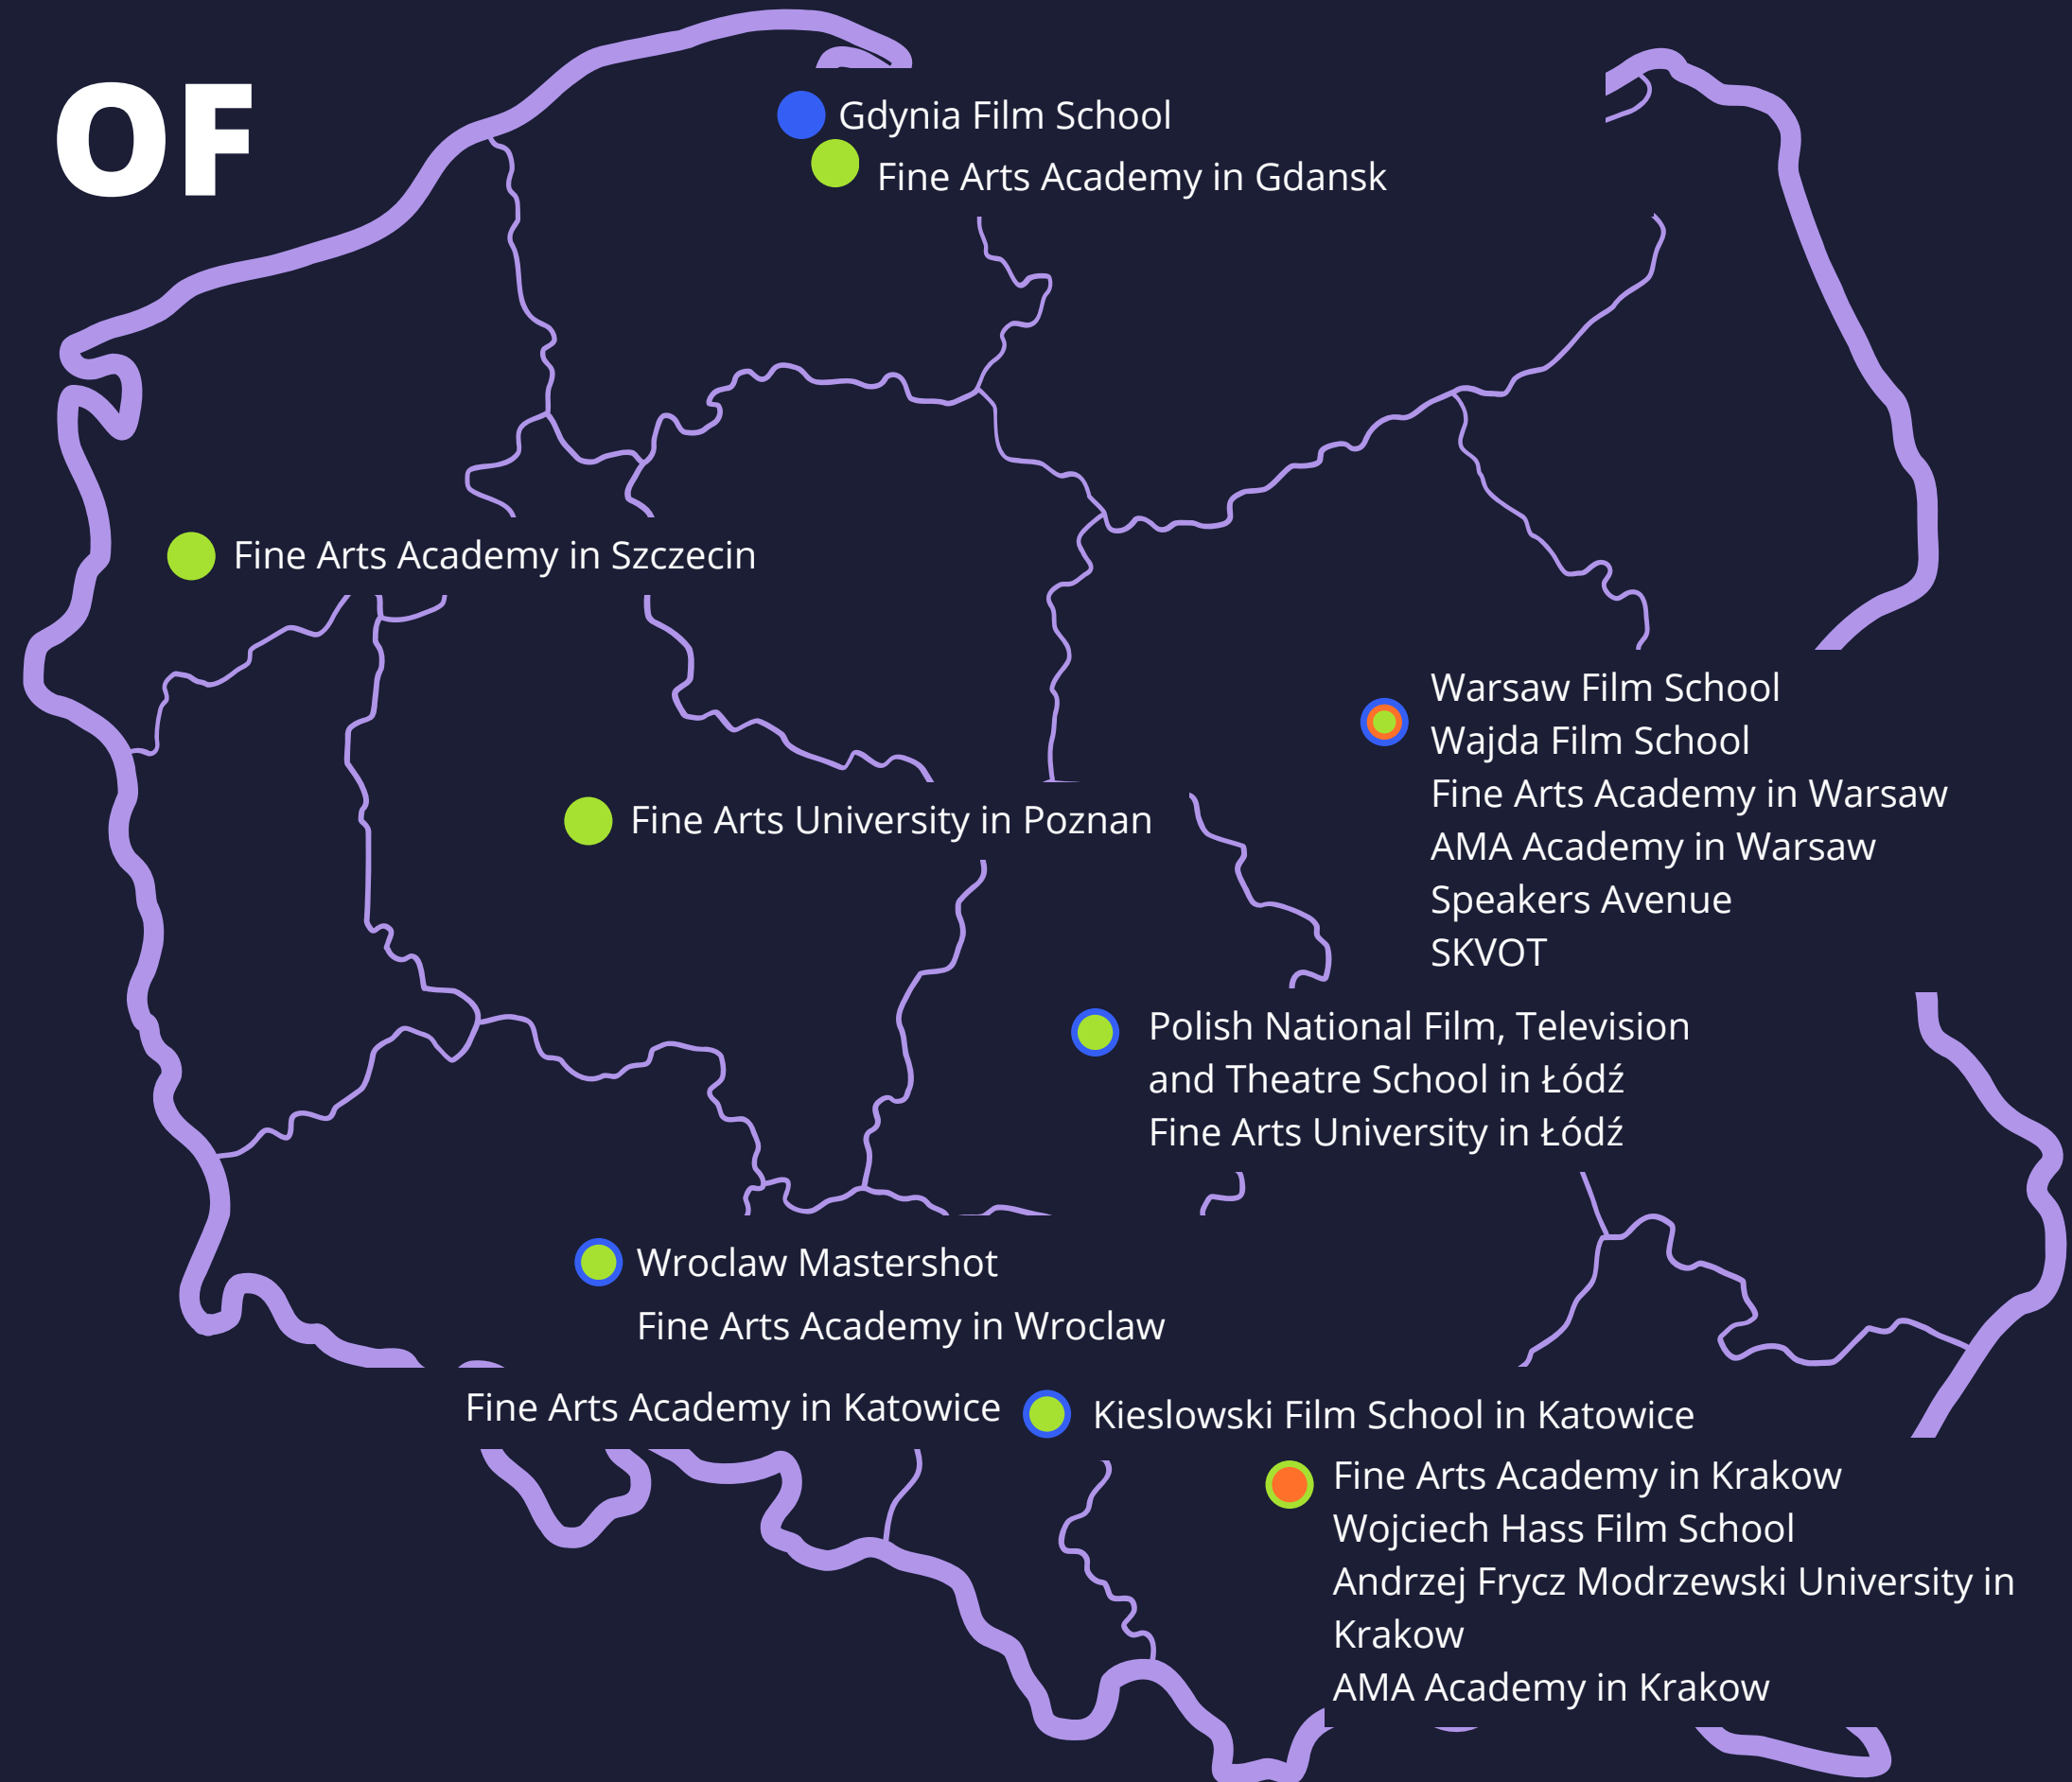 OF
Gdynia Film School
Fine Arts Academy in Gdansk
Fine Arts Academy in Szczecin
Warsaw Film School
Wajda Film School
Fine Arts Academy in Warsaw
AMA Academy in Warsaw
Speakers Avenue
SKVOT
Fine Arts University in Poznan
Polish National Film, Television
and Theatre School in Łódź
Fine Arts University in Łódź
Wroclaw Mastershot
Fine Arts Academy in Wroclaw
Fine Arts Academy in Katowice
Kieslowski Film School in Katowice
Fine Arts Academy in Krakow
Wojciech Hass Film School
Andrzej Frycz Modrzewski University in
Krakow
AMA Academy in Krakow